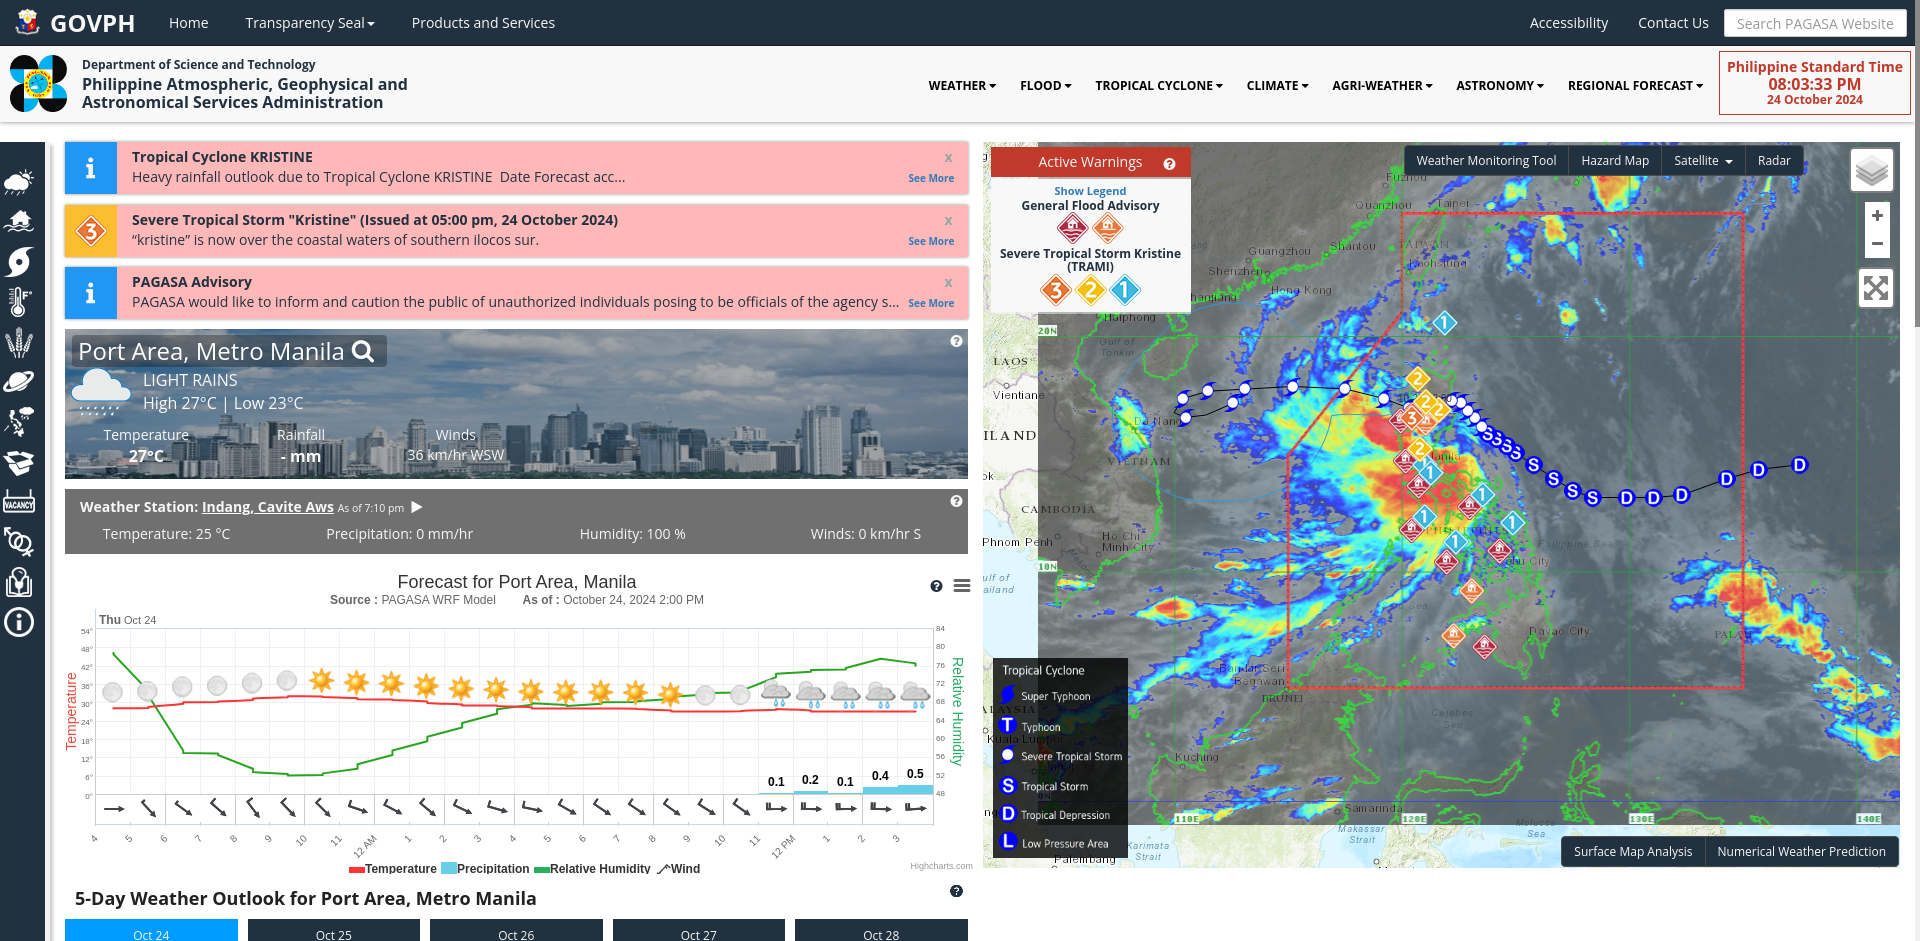 GOVPH
Home
Transparency Seal
Products and Services
Accessibility
Contact Us
Search PAGASA Website
Department of Science and Technology
Philippine Atmospheric, Geophysical and
Astronomical Services Administration
WEATHER
FLOOD
TROPICAL CYCLONE
CLIMATE
AGRI-WEATHER
ASTRONOMY
REGIONAL FORECAST
Philippine Standard Time
08:03:33 PM
24 October 2024
Tropical Cyclone KRISTINE
x
Heavy rainfall outlook due to Tropical Cyclone KRISTINE Date Forecast acc...
See More
3
Severe Tropical Storm "Kristine" (Issued at 05:00 pm, 24 October 2024)
x
“kristine” is now over the coastal waters of southern ilocos sur.
See More
PAGASA Advisory
x
PAGASA would like to inform and caution the public of unauthorized individuals posing to be officials of the agency s...
See More
Port Area, Metro Manila
LIGHT RAINS
High 27°C | Low 23°C
Temperature
27°C
Rainfall
- mm
Winds
36 km/hr WSW
Weather Station: Indang, Cavite Aws As of 7:10 pm
Temperature: 25 °C
Precipitation: 0 mm/hr
Humidity: 100 %
Winds: 0 km/hr S
VACANCY
Forecast for Port Area, Manila
Source : PAGASA WRF Model
As of : October 24, 2024 2:00 PM
Thu Oct 24
Temperature
54°
48°
42°
36°
30°
24°
18°
12°
6°
0°
Relative Humidity
84
80
76
72
68
64
60
56
52
48
0.1
0.2
0.1
0.4
0.5
4
5
6
7
8
9
10
11
12 AM
1
2
3
4
5
6
7
8
9
10
11
12 PM
1
2
3
Temperature
Precipitation
Relative Humidity
Wind
Highcharts.com
5-Day Weather Outlook for Port Area, Metro Manila
Oct 24
Oct 25
Oct 26
Oct 27
Oct 28
Active Warnings
Show Legend
General Flood Advisory
Severe Tropical Storm Kristine
(TRAMI)
3
2
1
Weather Monitoring Tool
Hazard Map
Satellite
Radar
+
−
Fuzhou
Quanzhou
Taipei
TAIWAN
Guangzhou
Shantou
Kaohsiung
Shenzhen
Hong Kong
hanjiang
Haiphong
Gulf of
Tonkin
20N
LAOS
Vientiane
Da Nang
ILAND
VIETNAM
ok
CAMBODIA
Phnom Penh
Ho Chi
Minh City
Manila
PHILIPPINES
Philippine Sea
10N
ulf of
ailand
Davao City
PALAU
Bandar Seri
Begawan
BRUNEI
Celebes
Sea
Kuching
Samarinda
110E
120E
130E
140E
Makassar
Strait
Molucca
Sea
Karimata
Strait
Palembang
Tropical Cyclone
Super Typhoon
T Typhoon
Severe Tropical Storm
S Tropical Storm
D Tropical Depression
L Low Pressure Area
Surface Map Analysis
Numerical Weather Prediction